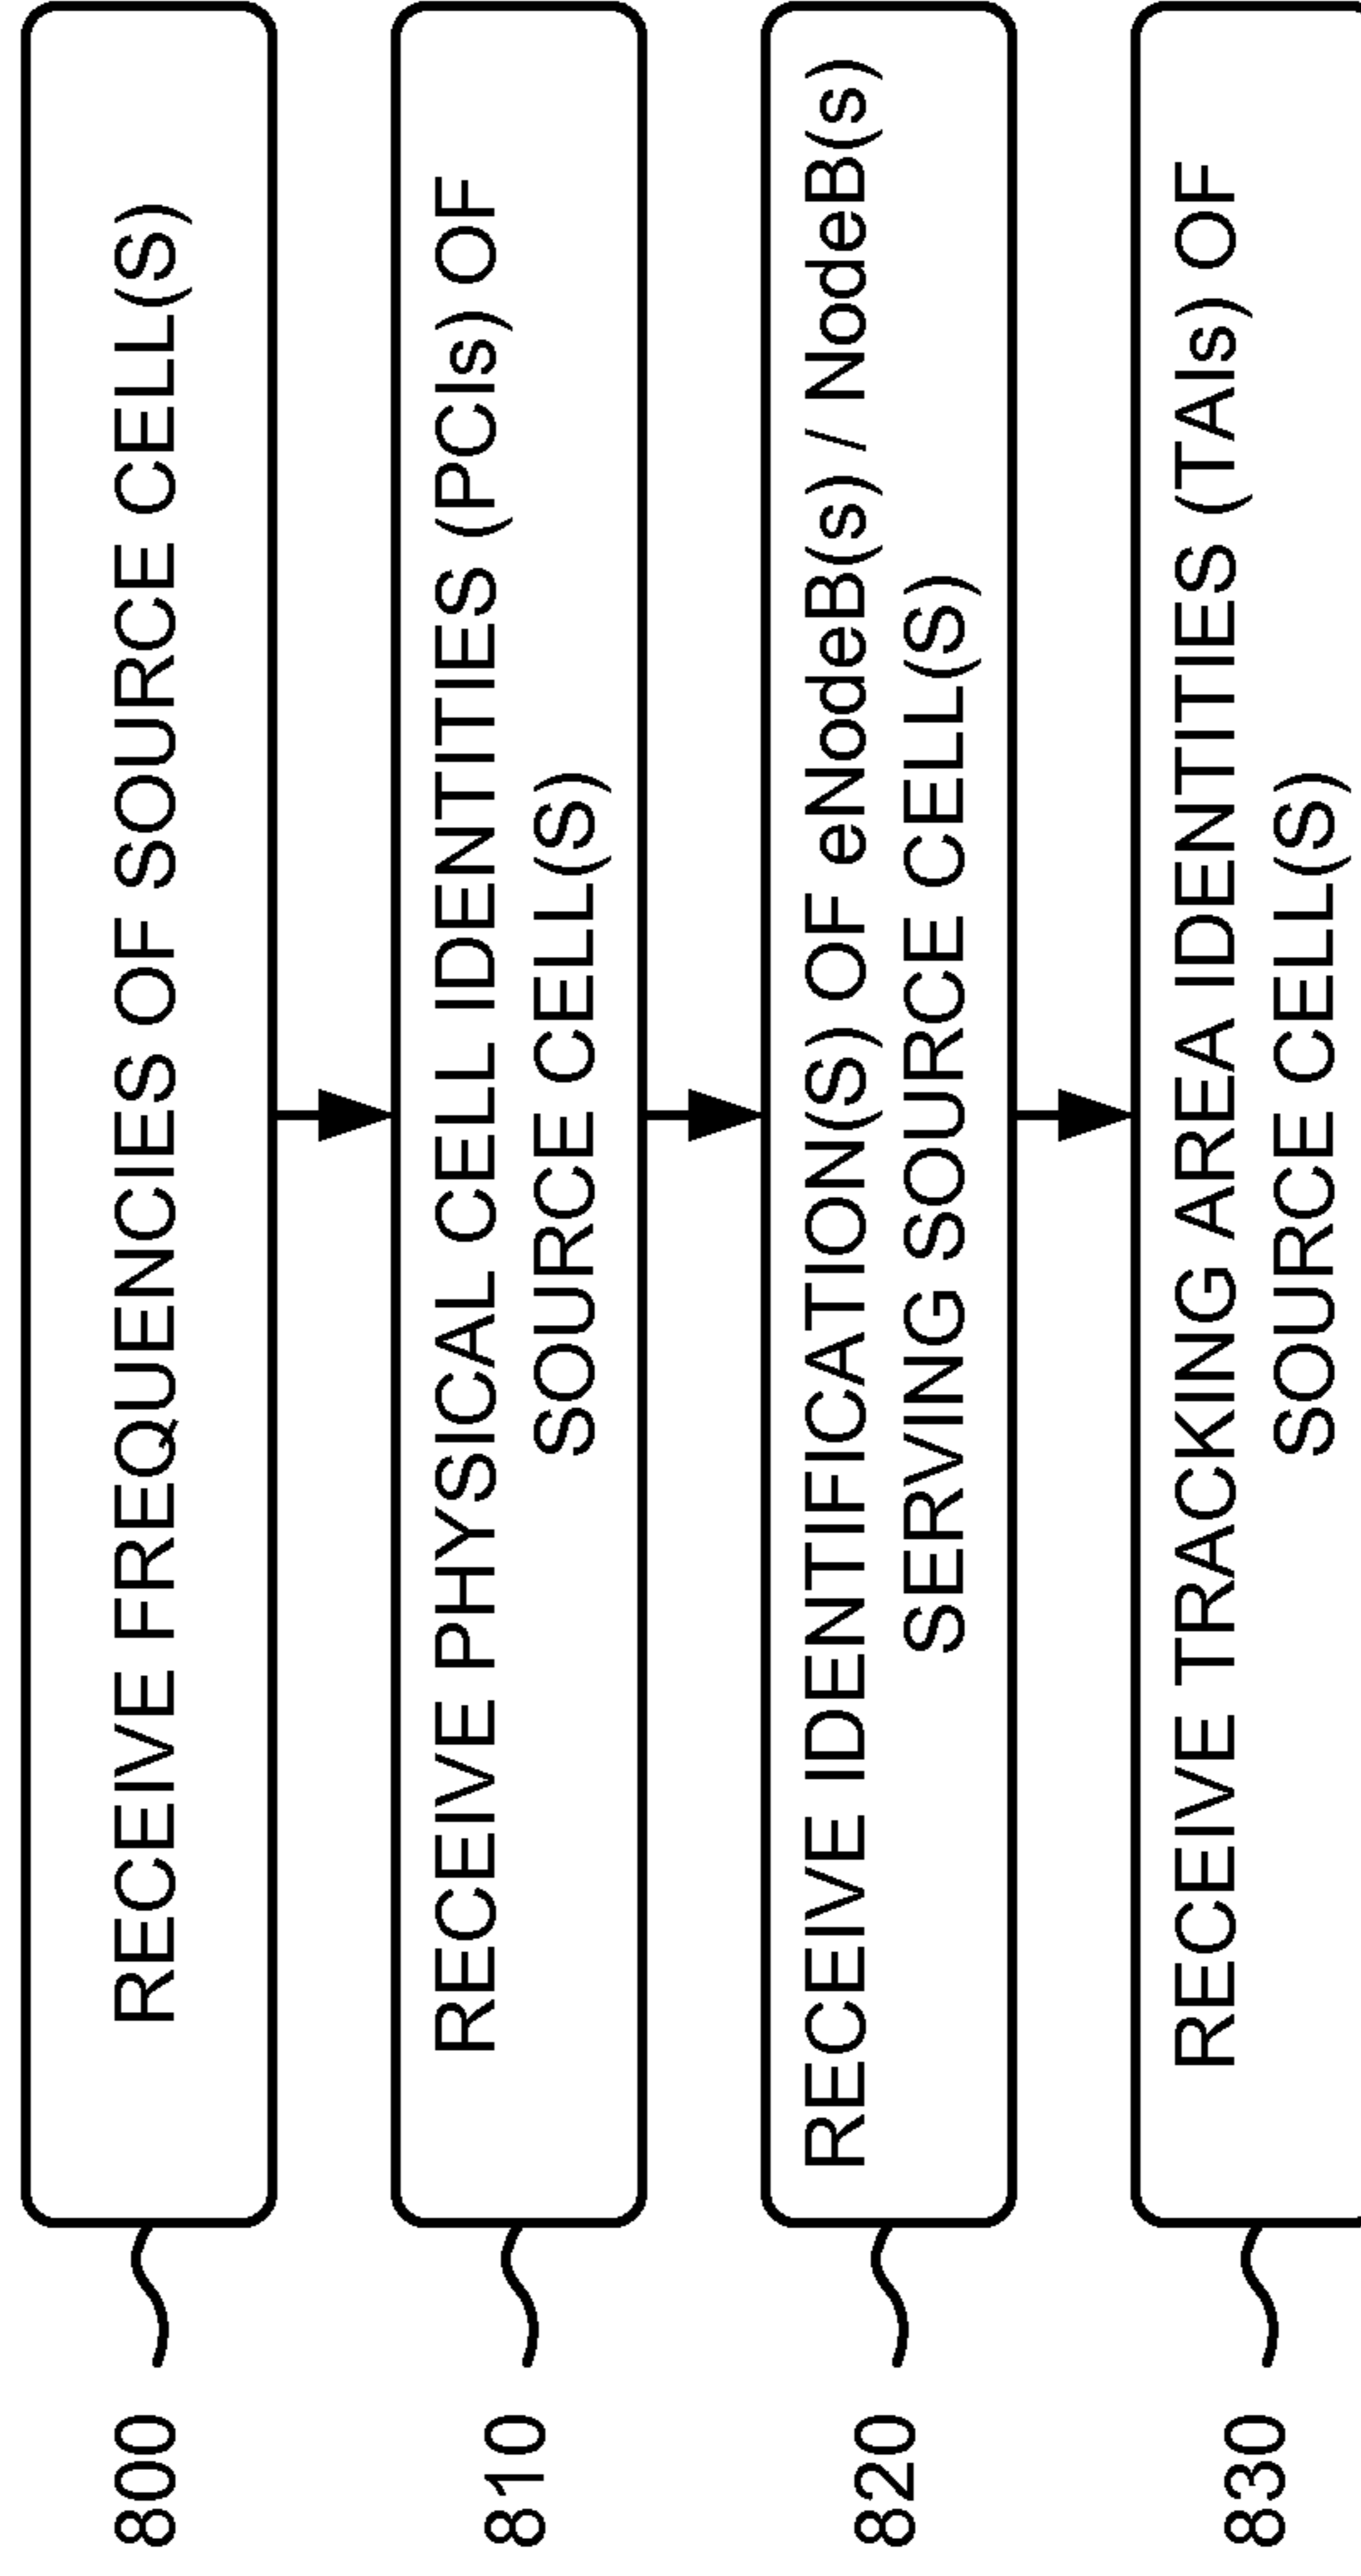 800
RECEIVE FREQUENCIES OF SOURCE CELL(S)
810
RECEIVE PHYSICAL CELL IDENTITIES (PCIs) OF
SOURCE CELL(S)
820
RECEIVE IDENTIFICATION(S) OF eNodeB(s) / NodeB(s)
SERVING SOURCE CELL(S)
830
RECEIVE TRACKING AREA IDENTITIES (TAIs) OF
SOURCE CELL(S)